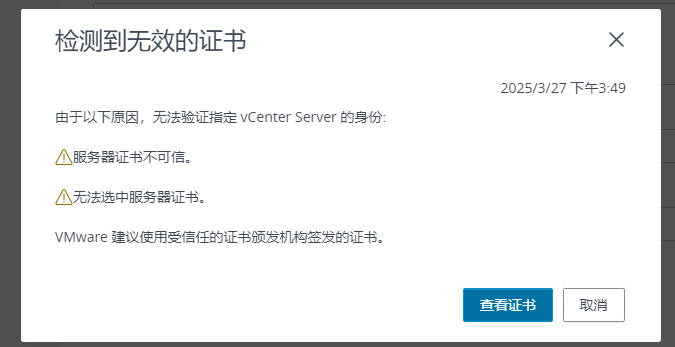 检测到无效的证书
2025/3/27 下午3:49
由于以下原因，无法验证指定 vCenter Server 的身份:
服务器证书不可信。
无法选中服务器证书。
VMware 建议使用受信任的证书颁发机构签发的证书。
查看证书 取消